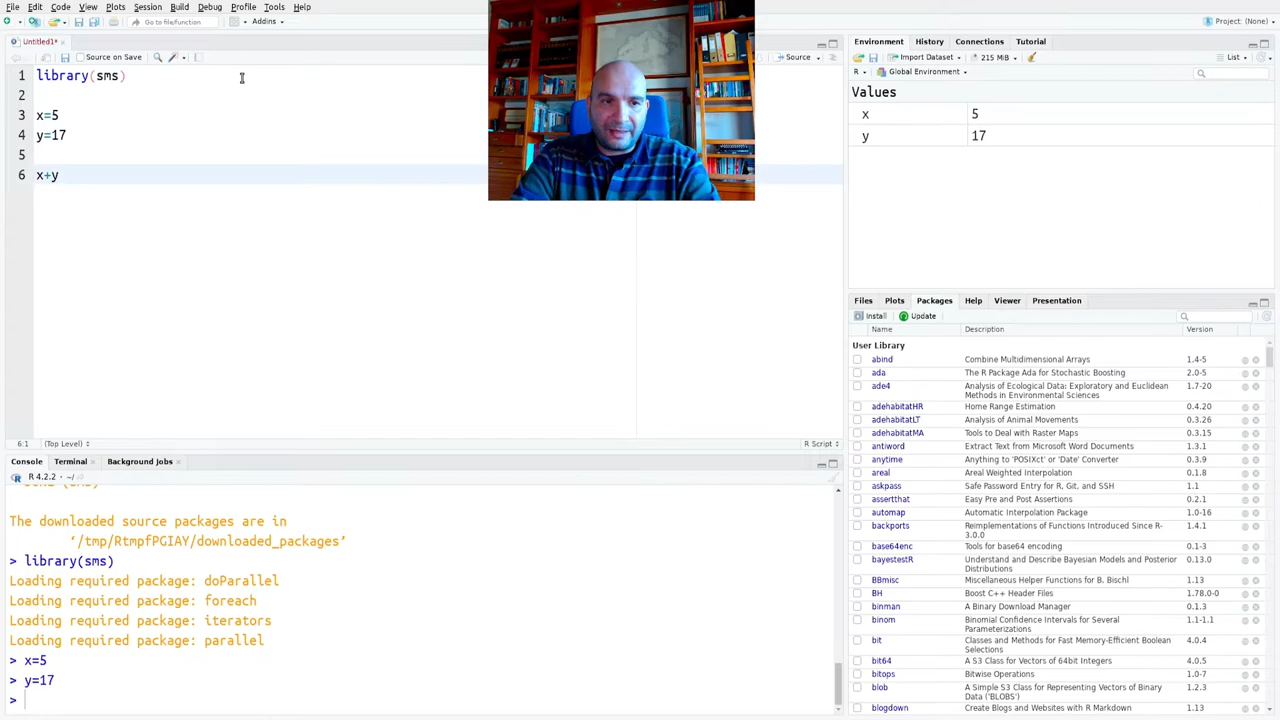 File Edit Code View Plots Session Build Debug Profile Tools Help
Go to file/function Addins Project: (None)
Untitled1*
Source on Save Source
1 library(sms)
2
3 x=5
4 y=17
5
6 x+y
6:1 (Top Level) R Script
Console Terminal Background Jobs
R 4.2.2 · ~/
The downloaded source packages are in
‘/tmp/RtmpfPGIAY/downloaded_packages’
> library(sms)
Loading required package: doParallel
Loading required package: foreach
Loading required package: iterators
Loading required package: parallel
> x=5
> y=17
>
Environment History Connections Tutorial
Import Dataset 215 MiB List
R Global Environment
Values
x 5
y 17
Files Plots Packages Help Viewer Presentation
Install Update
Name Description Version
User Library
abind Combine Multidimensional Arrays 1.4-5
ada The R Package Ada for Stochastic Boosting 2.0-5
ade4 Analysis of Ecological Data: Exploratory and Euclidean 1.7-20
Methods in Environmental Sciences
adehabitatHR Home Range Estimation 0.4.20
adehabitatLT Analysis of Animal Movements 0.3.26
adehabitatMA Tools to Deal with Raster Maps 0.3.15
antiword Extract Text from Microsoft Word Documents 1.3.1
anytime Anything to 'POSIXct' or 'Date' Converter 0.3.9
areal Areal Weighted Interpolation 0.1.8
askpass Safe Password Entry for R, Git, and SSH 1.1
assertthat Easy Pre and Post Assertions 0.2.1
automap Automatic Interpolation Package 1.0-16
backports Reimplementations of Functions Introduced Since R- 1.4.1
3.0.0
base64enc Tools for base64 encoding 0.1-3
bayestestR Understand and Describe Bayesian Models and Posterior 0.13.0
Distributions
BBmisc Miscellaneous Helper Functions for B. Bischl 1.13
BH Boost C++ Header Files 1.78.0-0
binman A Binary Download Manager 0.1.3
binom Binomial Confidence Intervals for Several 1.1-1.1
Parameterizations
bit Classes and Methods for Fast Memory-Efficient Boolean 4.0.4
Selections
bit64 A S3 Class for Vectors of 64bit Integers 4.0.5
bitops Bitwise Operations 1.0-7
blob A Simple S3 Class for Representing Vectors of Binary 1.2.3
Data ('BLOBS')
blogdown Create Blogs and Websites with R Markdown 1.13